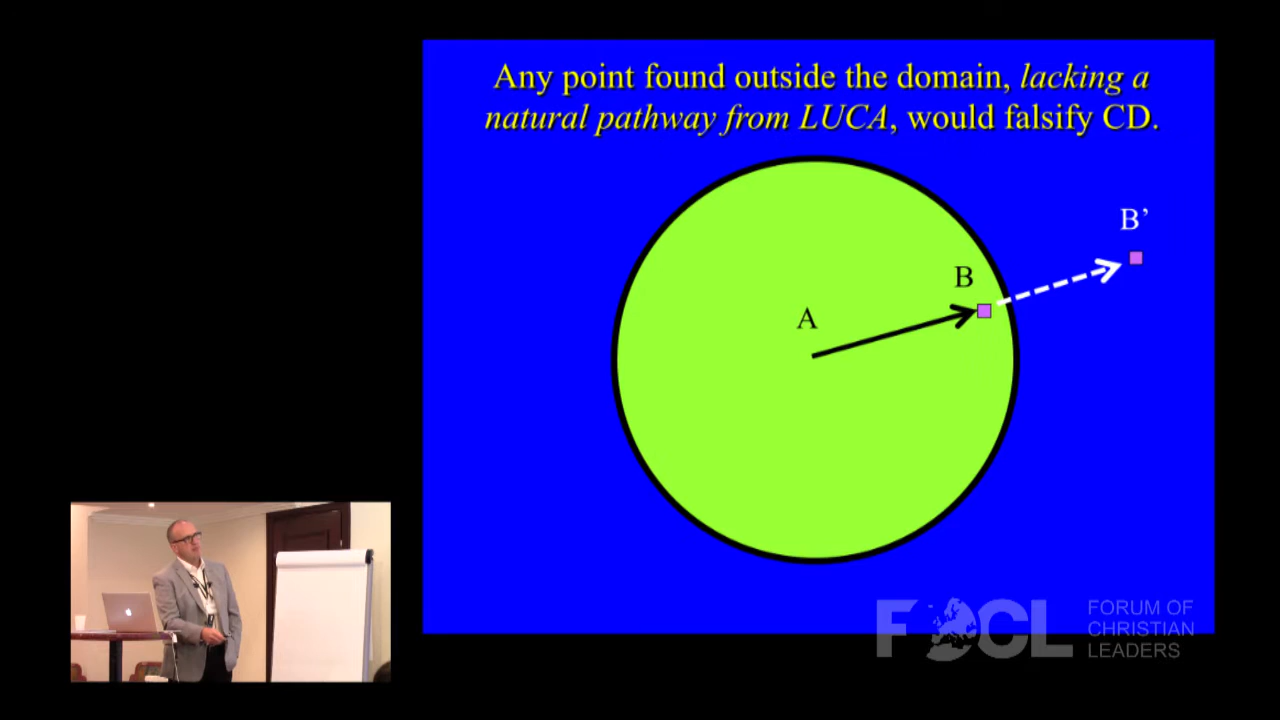 Any point found outside the domain, lacking a
natural pathway from LUCA, would falsify CD.
B’
B
A
FOCL
FORUM OF
CHRISTIAN
LEADERS